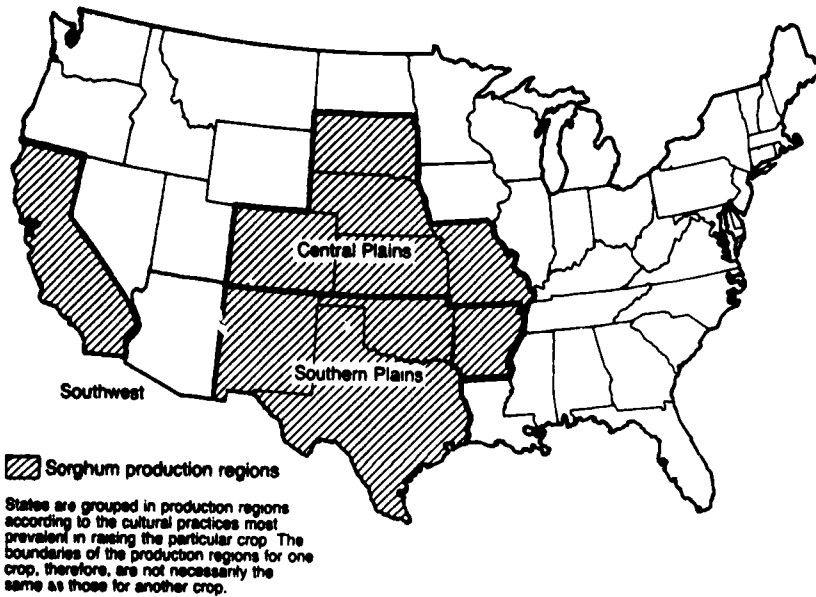 Central Plains
Southern Plains
Southwest
Sorghum production regions
States are grouped in production regions
according to the cultural practices most
prevalent in raising the particular crop The
boundaries of the production regions for one
crop, therefore, are not necessarily the
same as those for another crop.